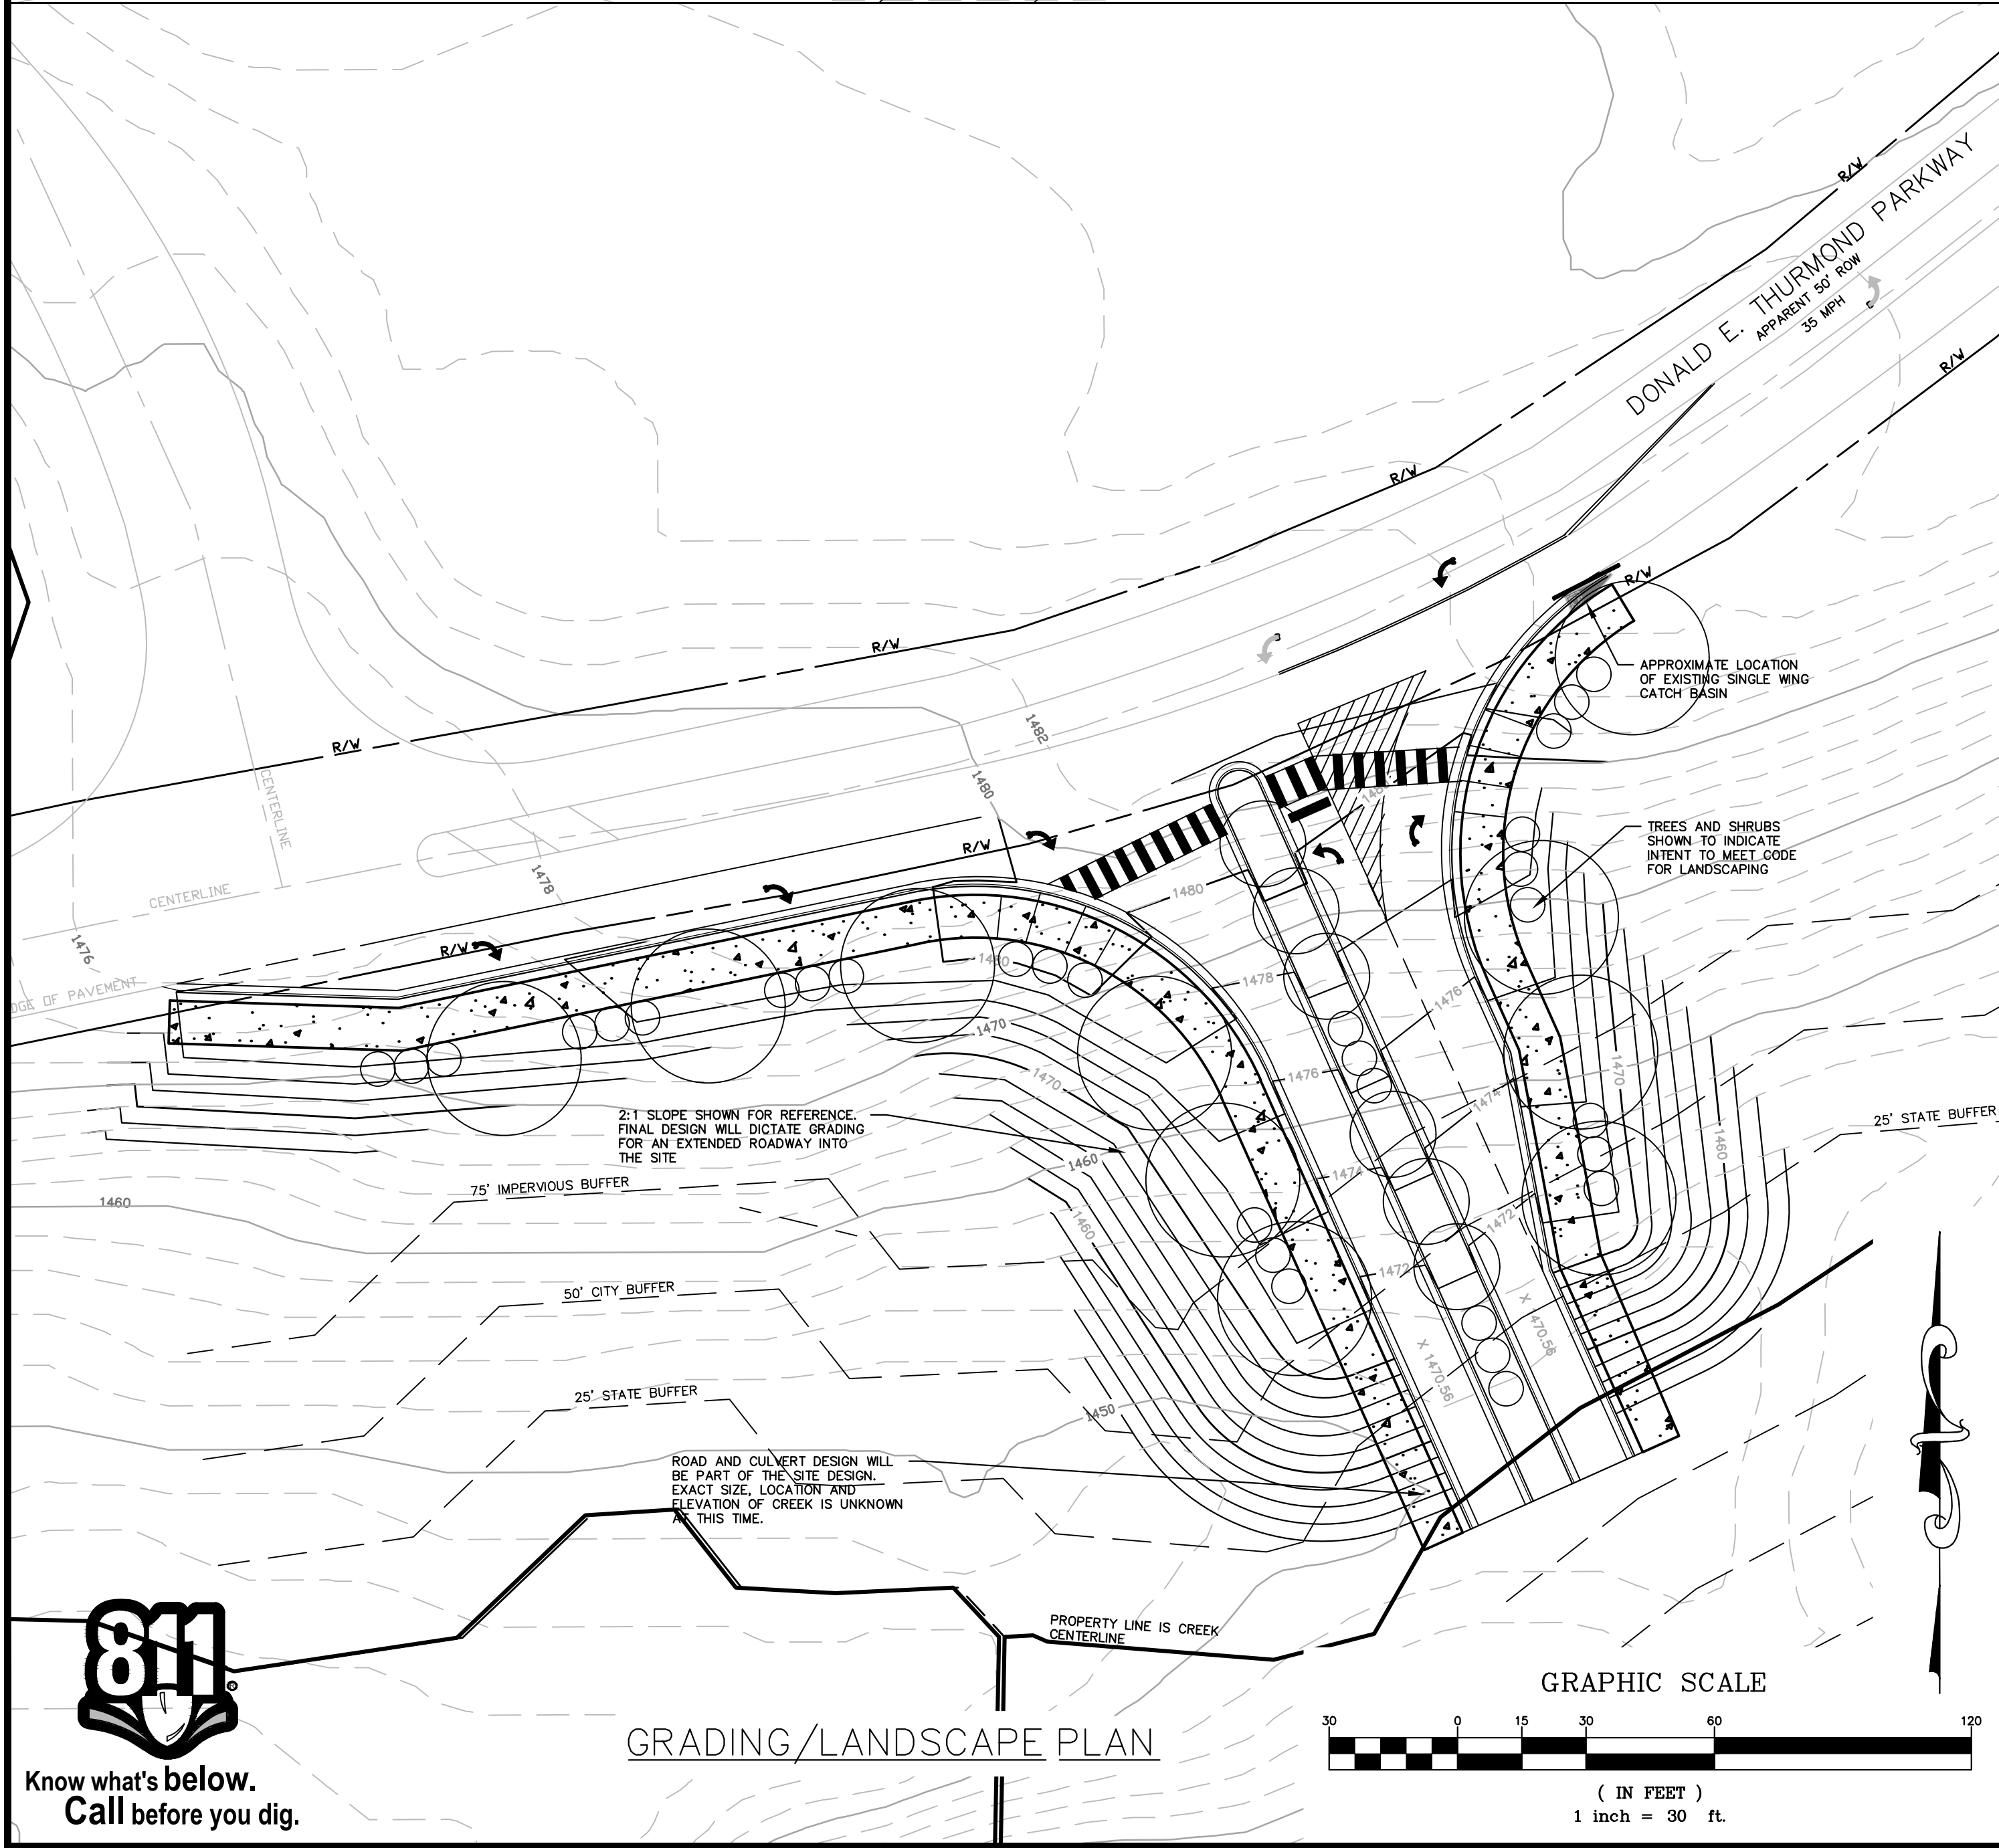 R/W
DONALD E. THURMOND PARKWAY
APPARENT 50' ROW
35 MPH
R/W
R/W
R/W
R/W
R/W
APPROXIMATE LOCATION
OF EXISTING SINGLE WING
CATCH BASIN
1482
1480
CENTERLINE
TREES AND SHRUBS
SHOWN TO INDICATE
INTENT TO MEET CODE
FOR LANDSCAPING
R/W
1478
CENTERLINE
1480
1476
R/W
1480
1478
1476
DGE OF PAVEMENT
1470
1470
1476
1474
1470
2:1 SLOPE SHOWN FOR REFERENCE.
FINAL DESIGN WILL DICTATE GRADING
FOR AN EXTENDED ROADWAY INTO
THE SITE
25' STATE BUFFER
1460
1460
1474
75' IMPERVIOUS BUFFER
1460
1460
1472
1472
50' CITY BUFFER
X 1470.56
X 1470.56
25' STATE BUFFER
1450
ROAD AND CULVERT DESIGN WILL
BE PART OF THE SITE DESIGN.
EXACT SIZE, LOCATION AND
ELEVATION OF CREEK IS UNKNOWN
AT THIS TIME.
PROPERTY LINE IS CREEK
CENTERLINE
811
Know what's below.
Call before you dig.
GRADING/LANDSCAPE PLAN
GRAPHIC SCALE
30 0 15 30 60 120
( IN FEET )
1 inch = 30 ft.